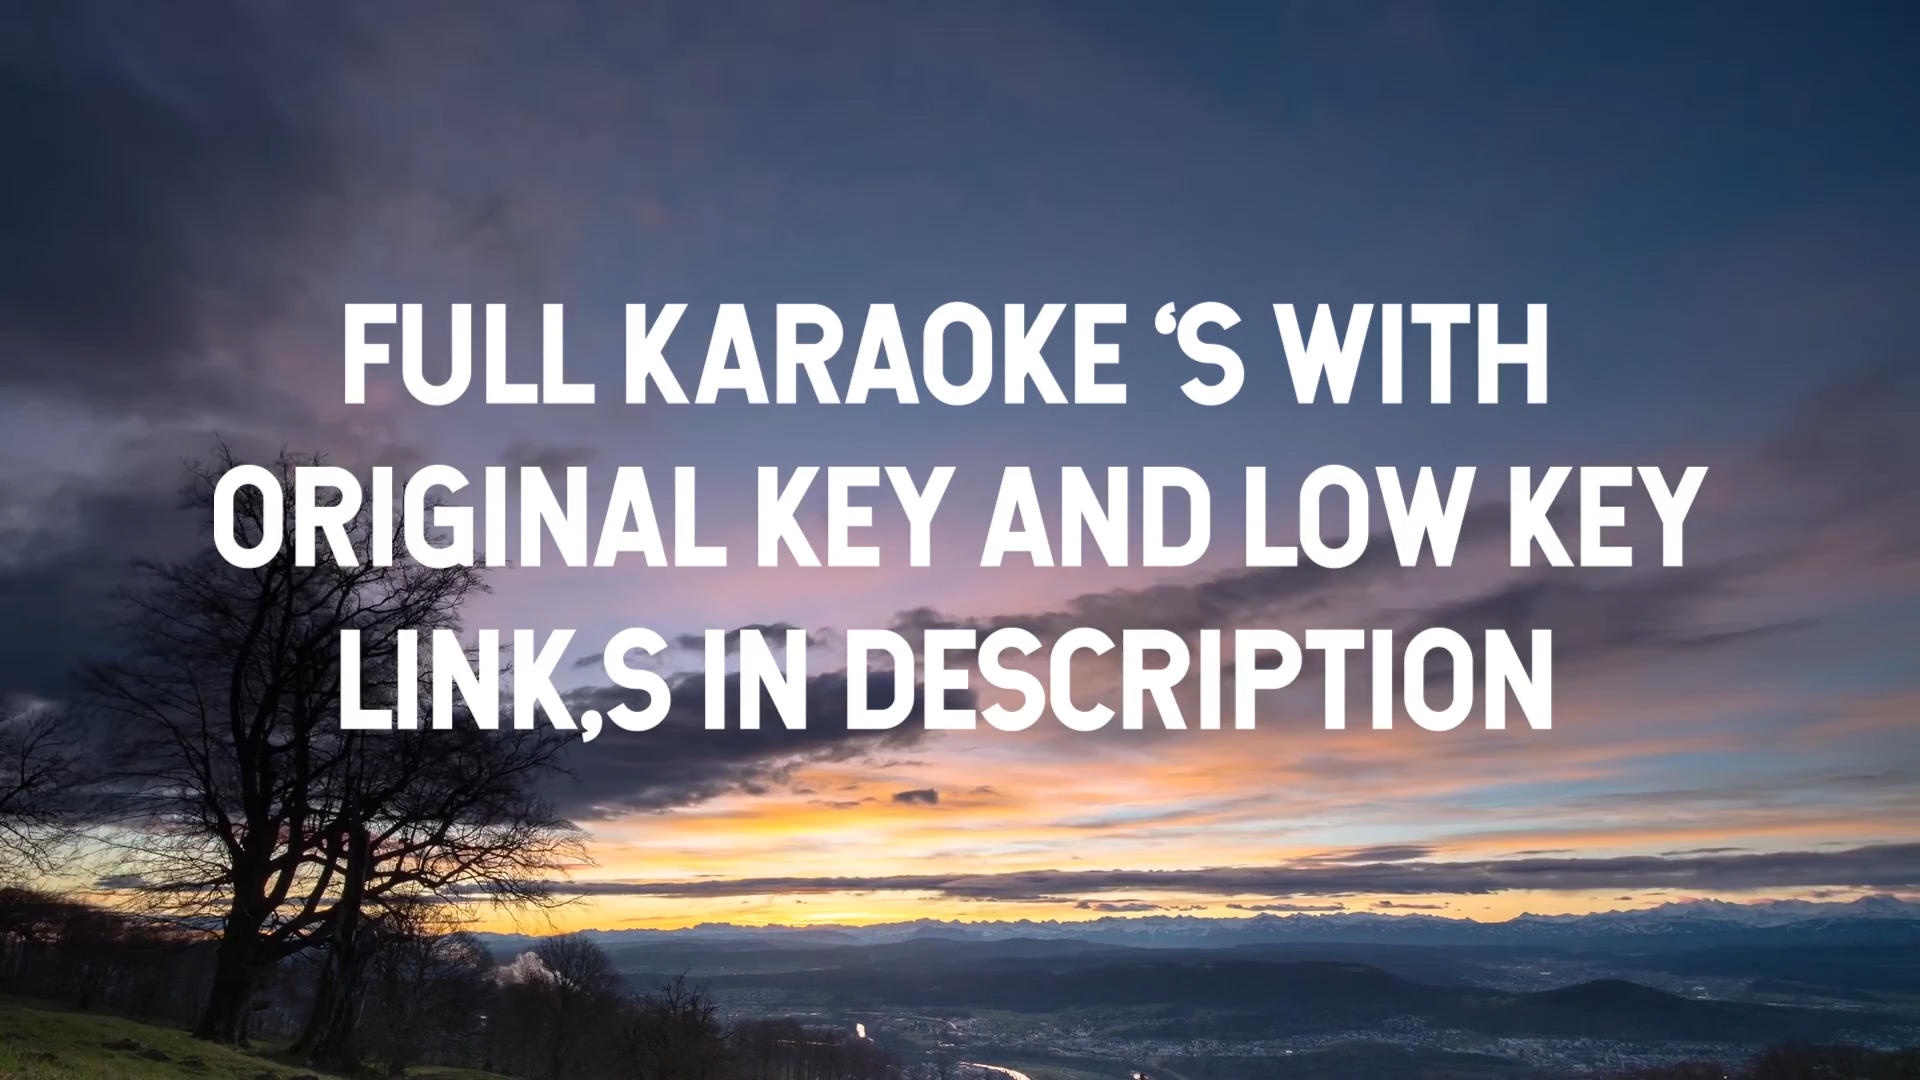 FULL KARAOKE ‘S WITH
ORIGINAL KEY AND LOW KEY
LINK,S IN DESCRIPTION